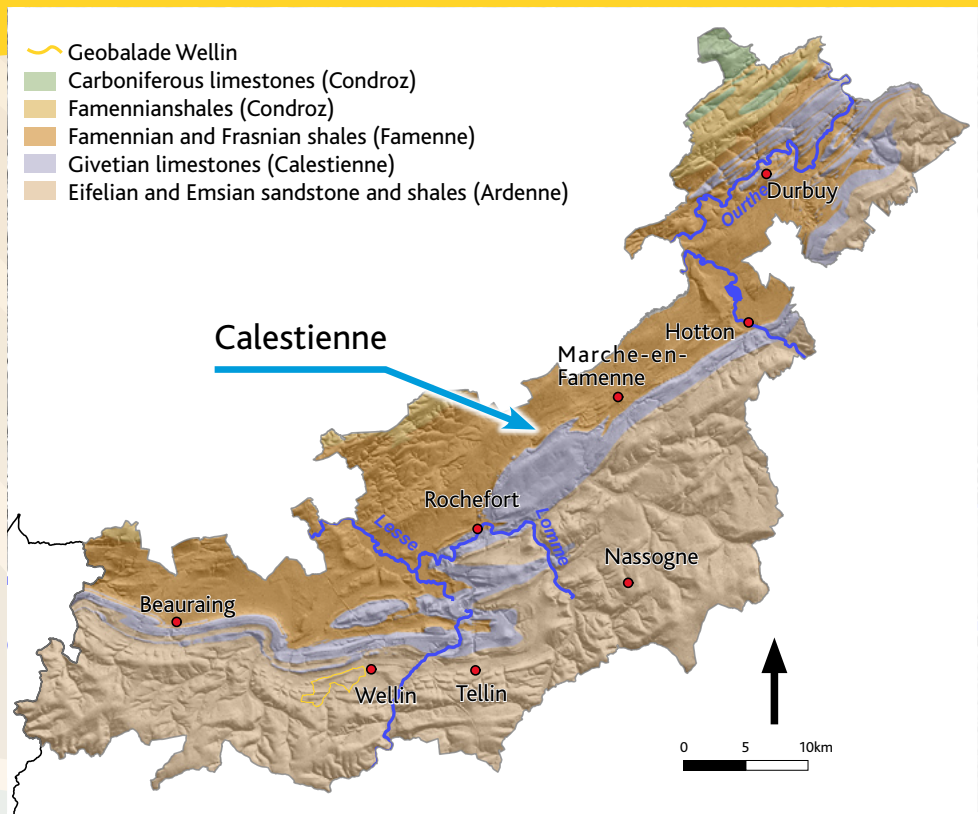 Geobalade Wellin
Carboniferous limestones (Condroz)
Famennianshales (Condroz)
Famennian and Frasnian shales (Famenne)
Givetian limestones (Calestienne)
Eifelian and Emsian sandstone and shales (Ardenne)
Durbuy
Ourthe
Calestienne
Hotton
Marche-en-
Famenne
Rochefort
Lesse
Lomme
Nassogne
Beauraing
Wellin
Tellin
0 5 10km